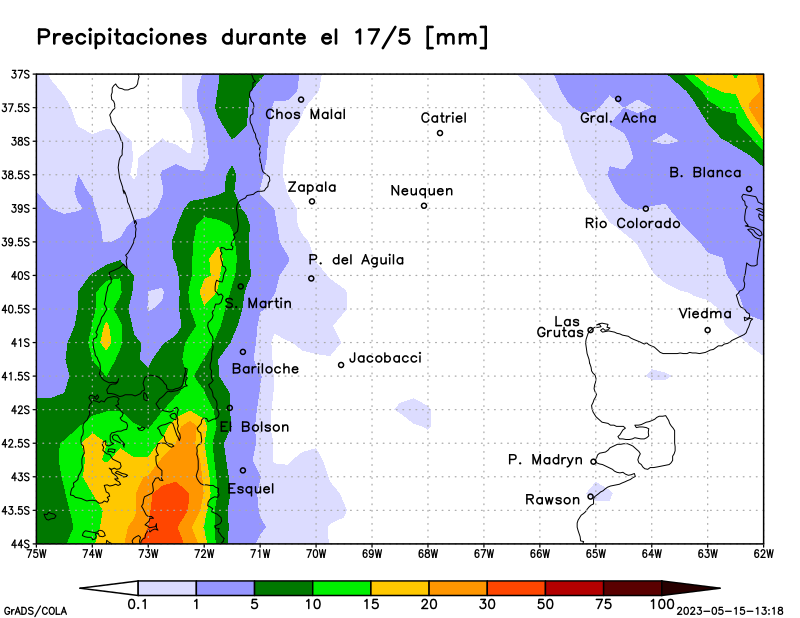 Precipitaciones durante el 17/5 [mm]
37S
37.5S
38S
38.5S
39S
39.5S
40S
40.5S
41S
41.5S
42S
42.5S
43S
43.5S
44S
Chos Malal
Catriel
Gral. Acha
B. Blanca
Zapala
Neuquen
Rio Colorado
P. del Aguila
S. Martin
Viedma
Las
Grutas
Jacobacci
Bariloche
El Bolson
P. Madryn
Esquel
Rawson
75W 74W 73W 72W 71W 70W 69W 68W 67W 66W 65W 64W 63W 62W
0.1 1 5 10 15 20 30 50 75 100
GrADS/COLA
2023-05-15-13:18